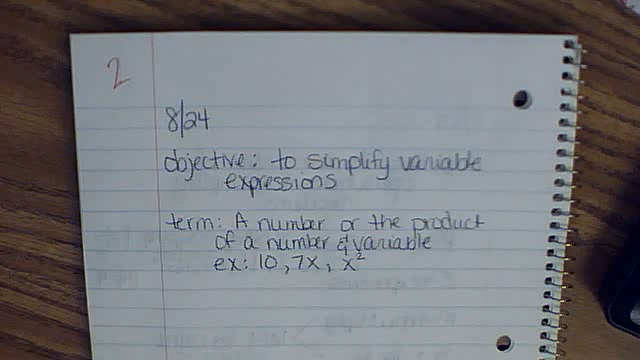 2
8/24
objective: to simplify variable
expressions
term: A number or the product
of a number & variable
ex: 10, 7x, x²